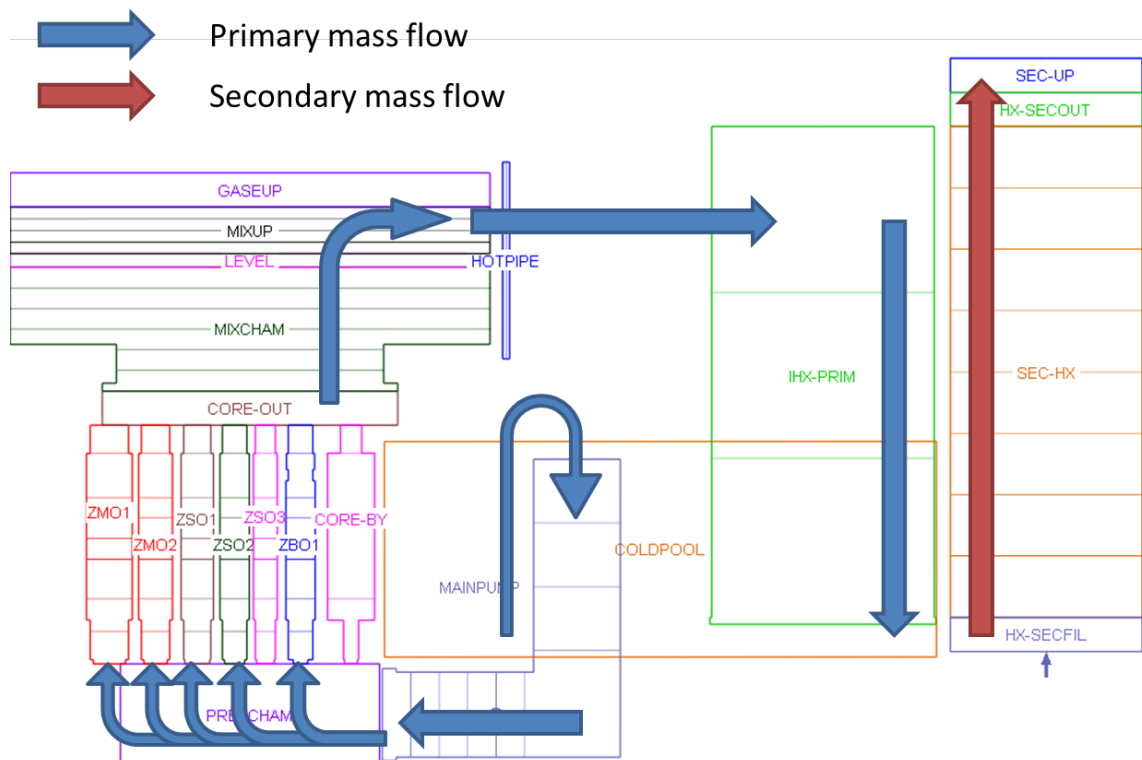 Primary mass flow
Secondary mass flow
SEC-UP
HX-SECOUT
GASEUP
MIXUP
LEVEL
HOTPIPE
MIXCHAM
IHX-PRIM
SEC-HX
CORE-OUT
ZMO1
ZMO2
ZSO1
ZSO2
ZSO3
ZBO1
CORE-BY
COLDPOOL
MAINPUMP
HX-SECFIL